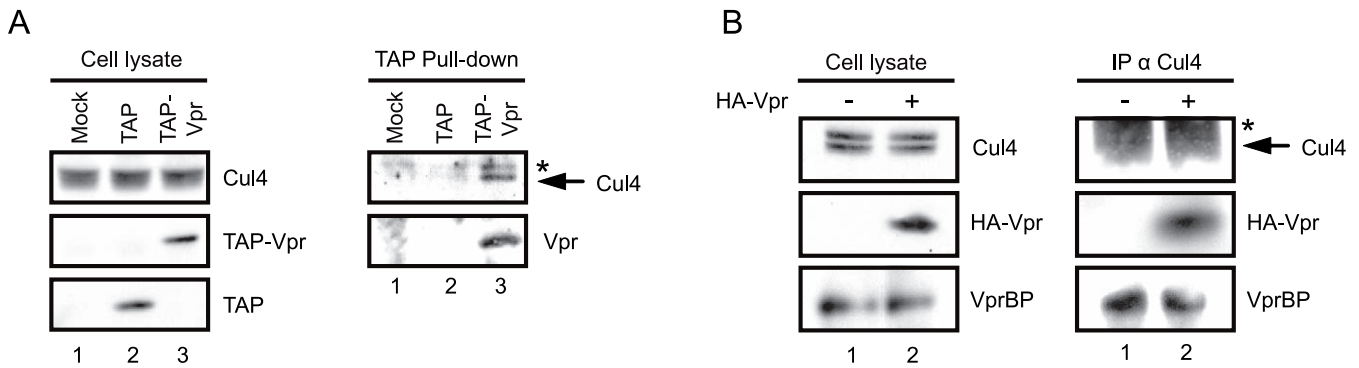 A
B
Cell lysate
TAP Pull-down
Cell lysate
IP α Cul4
Mock
TAP
TAP-
Vpr
Mock
TAP
TAP-
Vpr
HA-Vpr - +
- +
Cul4
* Cul4
Cul4
* Cul4
TAP-Vpr
Vpr
HA-Vpr
HA-Vpr
TAP
VprBP
VprBP
1 2 3
1 2 3
1 2
1 2